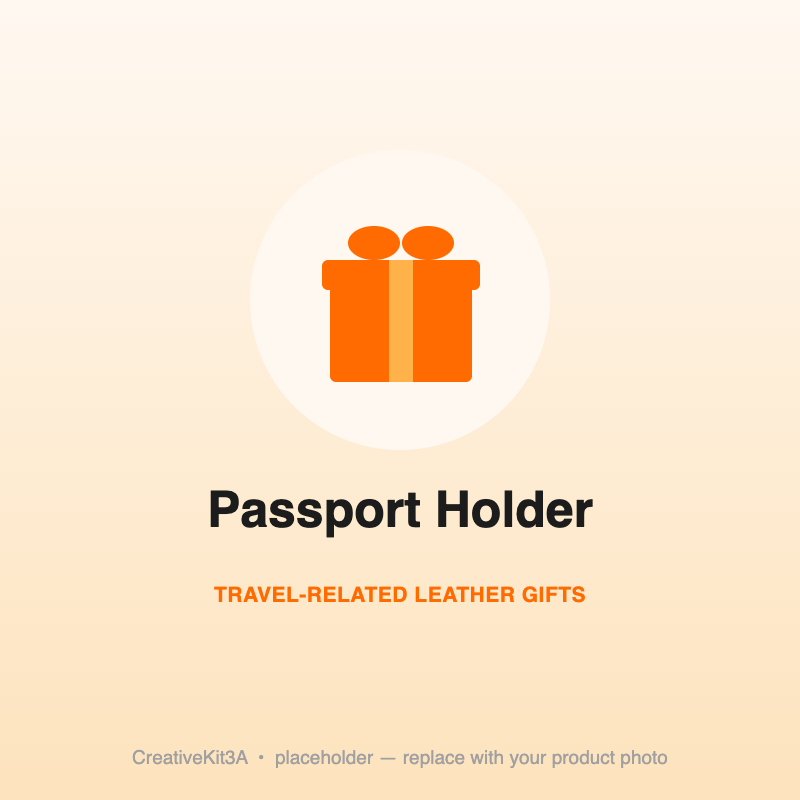 Passport Holder
TRAVEL-RELATED LEATHER GIFTS
CreativeKit3A • placeholder — replace with your product photo